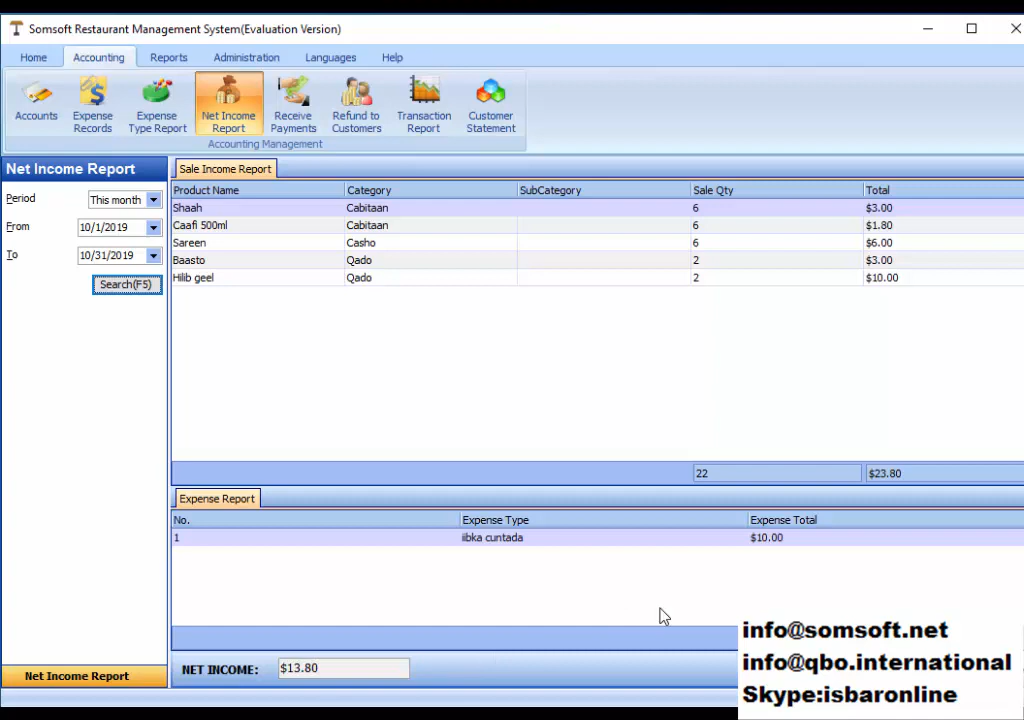 Somsoft Restaurant Management System(Evaluation Version)
Home Accounting Reports Administration Languages Help
Accounts Expense Records Expense Type Report Net Income Report Receive Payments Refund to Customers Transaction Report Customer Statement
Accounting Management
Net Income Report
Period This month
From 10/1/2019
To 10/31/2019
Search(F5)
Sale Income Report
Product Name Category SubCategory Sale Qty Total
Shaah Cabitaan 6 $3.00
Caafi 500ml Cabitaan 6 $1.80
Sareen Casho 6 $6.00
Baasto Qado 2 $3.00
Hilib geel Qado 2 $10.00
22 $23.80
Expense Report
No. Expense Type Expense Total
1 iibka cuntada $10.00
NET INCOME: $13.80
Net Income Report
info@somsoft.net
info@qbo.international
Skype:isbaronline